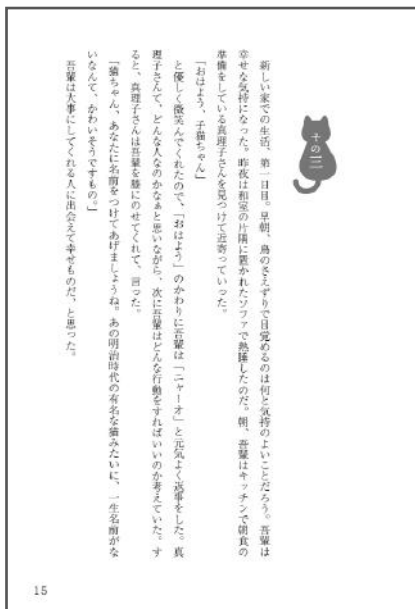 その三
新しい家での生活、第一日目。早朝、鳥のさえずりで目覚めるのは何と気持のよいことだろう。吾輩は
幸せな気持になった。昨夜は和室の片隅に置かれたソファで熟睡したのだ。朝、吾輩はキッチンで朝食の
準備をしている真理子さんを見つけて近寄っていった。
「おはよう、子猫ちゃん」
と優しく微笑んでくれたので、「おはよう」のかわりに吾輩は「ニャーオ」と元気よく返事をした。真
理子さんて、どんな人なのかなぁと思いながら、次に吾輩はどんな行動をすればいいのか考えていた。す
ると、真理子さんは吾輩を膝にのせてくれて、言った。
「猫ちゃん、あなたに名前をつけてあげましょうね。あの明治時代の有名な猫みたいに、一生名前がな
いなんて、かわいそうですもの。」
吾輩は大事にしてくれる人に出会えて幸せものだ、と思った。
15